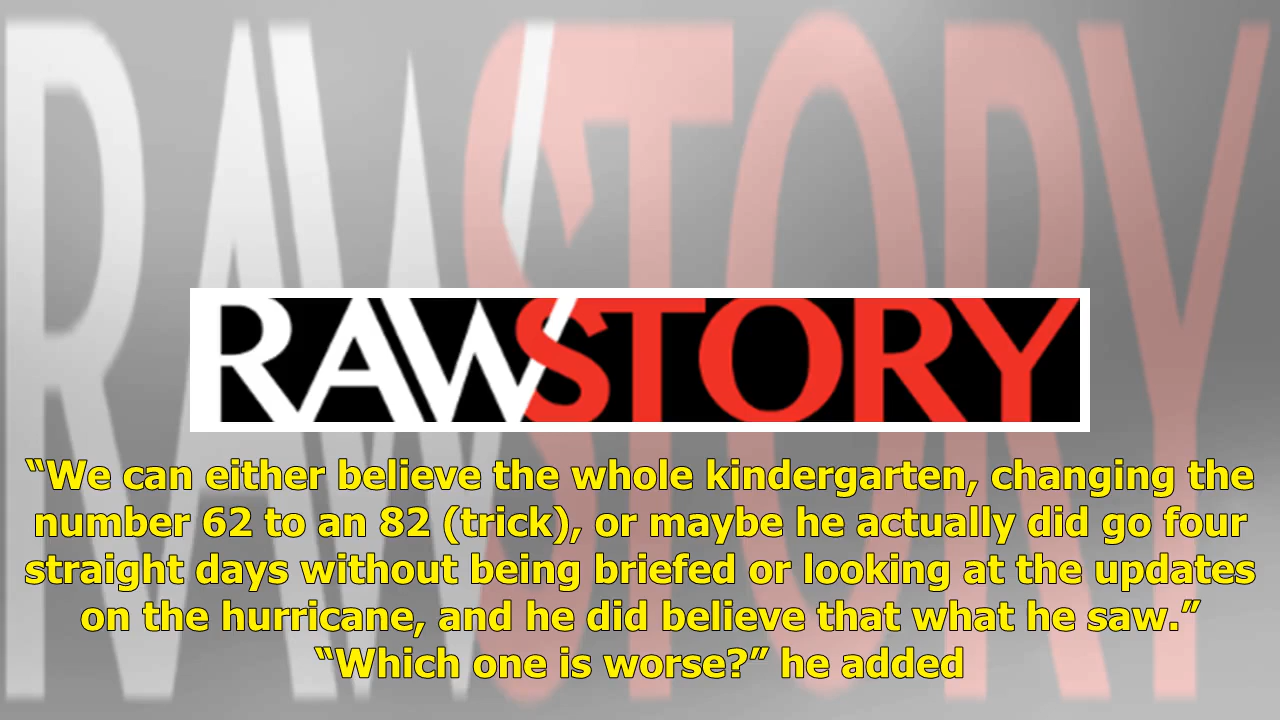 RAWSTORY
RAWSTORY
“We can either believe the whole kindergarten, changing the
number 62 to an 82 (trick), or maybe he actually did go four
straight days without being briefed or looking at the updates
on the hurricane, and he did believe that what he saw.”
“Which one is worse?” he added